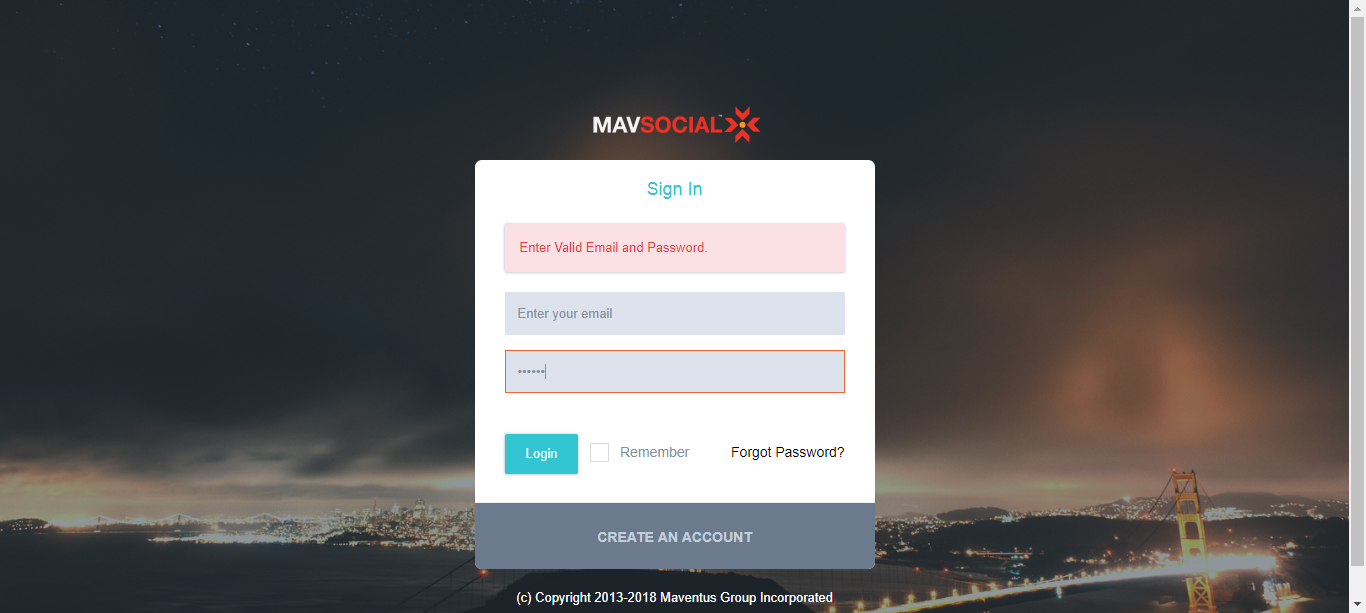 MAVSOCIAL™
Sign In
Enter Valid Email and Password.
Enter your email
••••••
Login
Remember
Forgot Password?
CREATE AN ACCOUNT
(c) Copyright 2013-2018 Maventus Group Incorporated